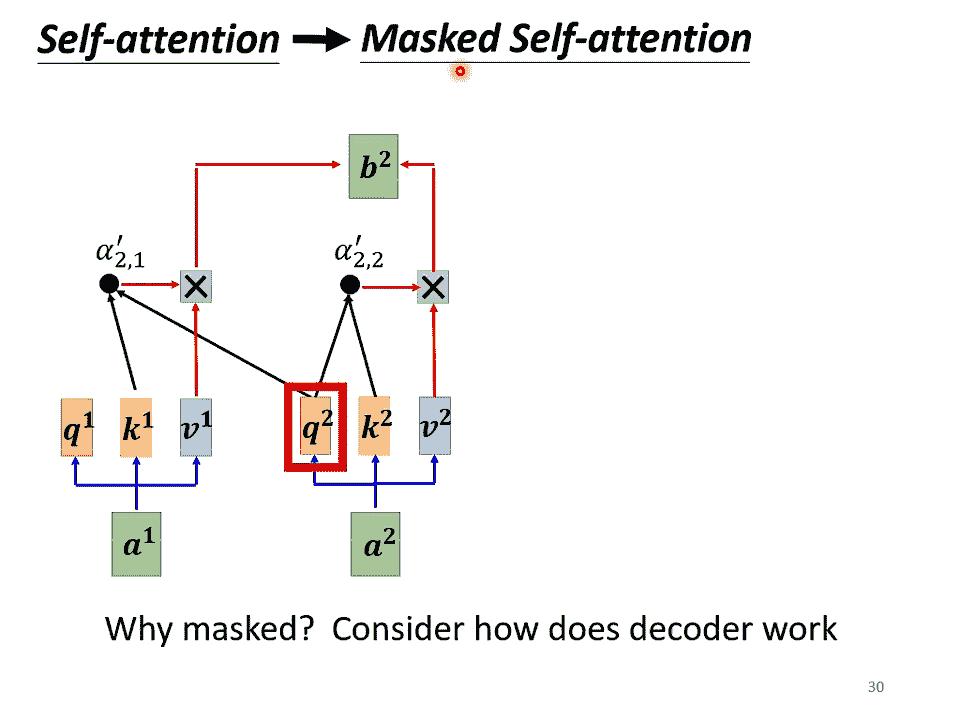 Self-attention → Masked Self-attention
b²
α′₂,₁ α′₂,₂
× ×
q¹ k¹ v¹ q² k² v²
a¹ a²
Why masked? Consider how does decoder work
30